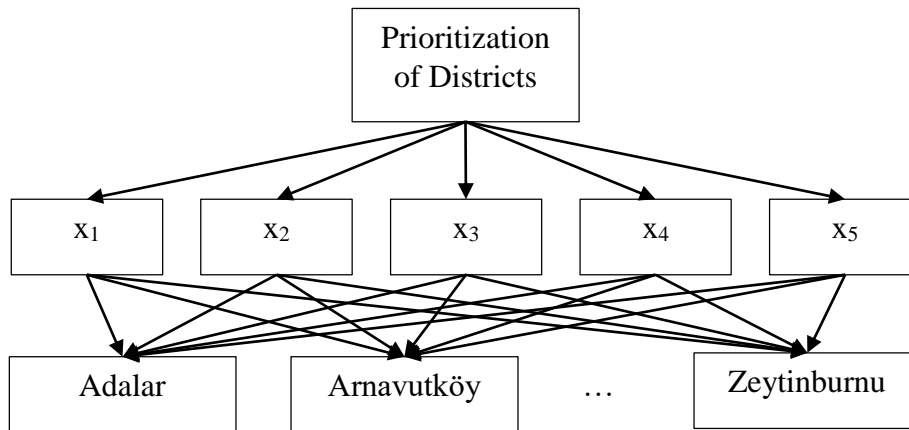 Prioritization
of Districts
x₁
x₂
x₃
x₄
x₅
Adalar
Arnavutköy
…
Zeytinburnu